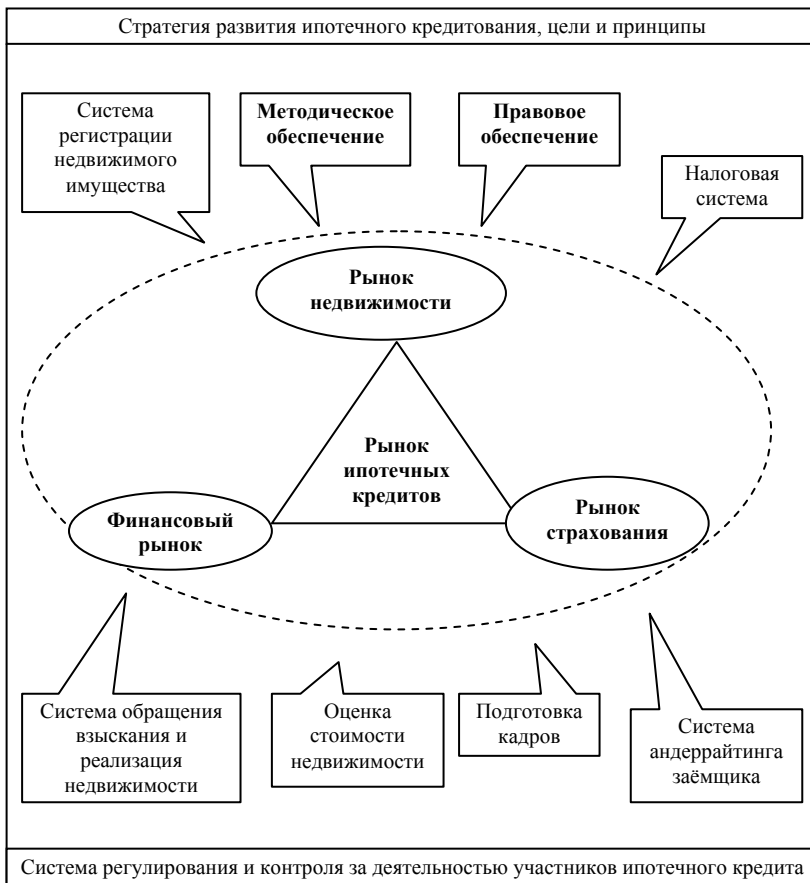 Стратегия развития ипотечного кредитования, цели и принципы
Система
регистрации
недвижимого
имущества
Методическое
обеспечение
Правовое
обеспечение
Налоговая
система
Рынок
недвижимости
Рынок
ипотечных
кредитов
Финансовый
рынок
Рынок
страхования
Система обращения
взыскания и
реализация
недвижимости
Оценка
стоимости
недвижимости
Подготовка
кадров
Система
андеррайтинга
заёмщика
Система регулирования и контроля за деятельностью участников ипотечного кредита